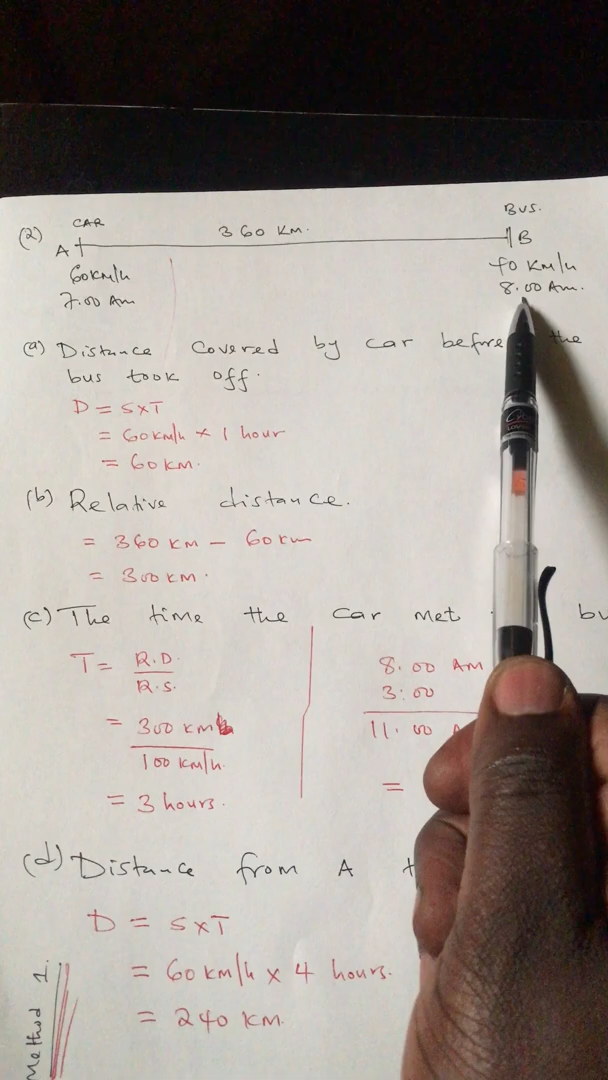 (2) CAR 360 KM. BUS.
A B
60KM/h 40 KM/h
7.00 AM 8.00 AM.
(a) Distance covered by car before the
bus took off.
D = S×T
= 60KM/h × 1 hour
= 60 KM.
(b) Relative distance.
= 360 KM − 60 KM
= 300 KM.
(c) The time the car met
T = R.D.
R.S.
= 300 KM
100 KM/h.
= 3 hours.
8.00 AM
3:00
11.00
=
(d) Distance from A
D = S×T
= 60 KM/h × 4 hours.
= 240 KM.
Method 1.